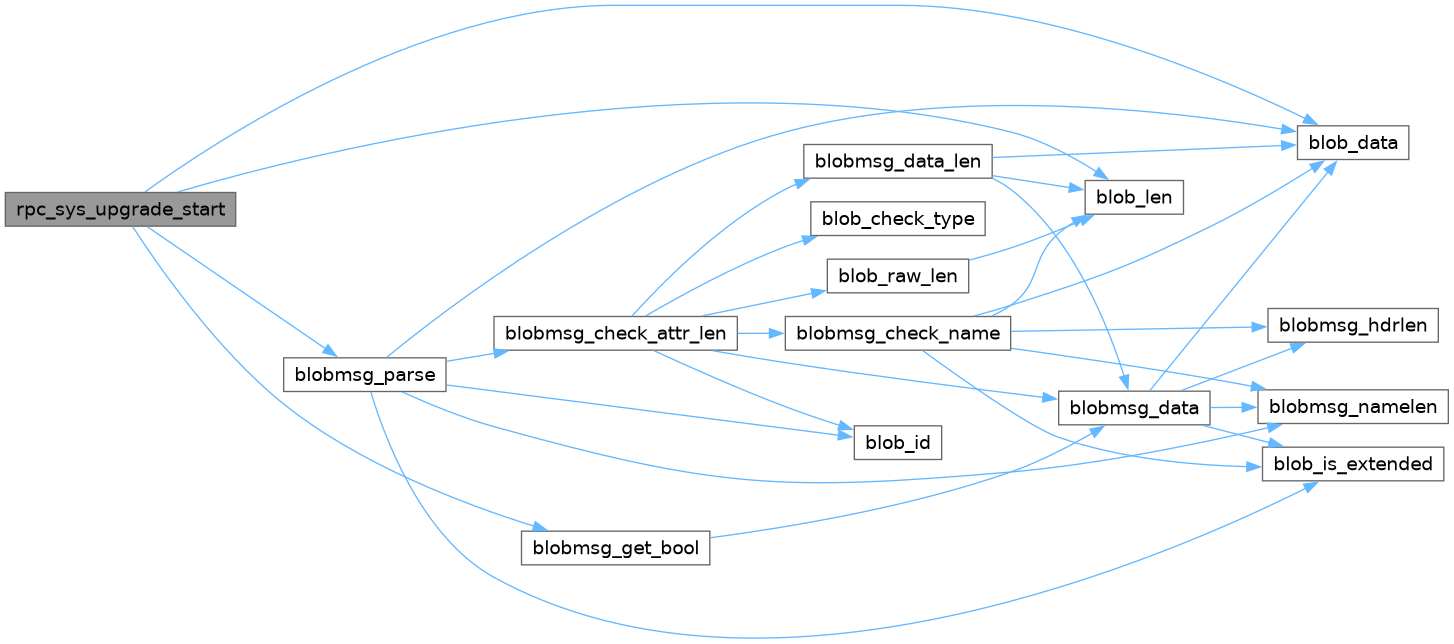 rpc_sys_upgrade_start
blobmsg_parse
blobmsg_get_bool
blobmsg_check_attr_len
blobmsg_data_len
blob_check_type
blob_raw_len
blobmsg_check_name
blob_id
blob_len
blobmsg_data
blob_data
blobmsg_hdrlen
blobmsg_namelen
blob_is_extended